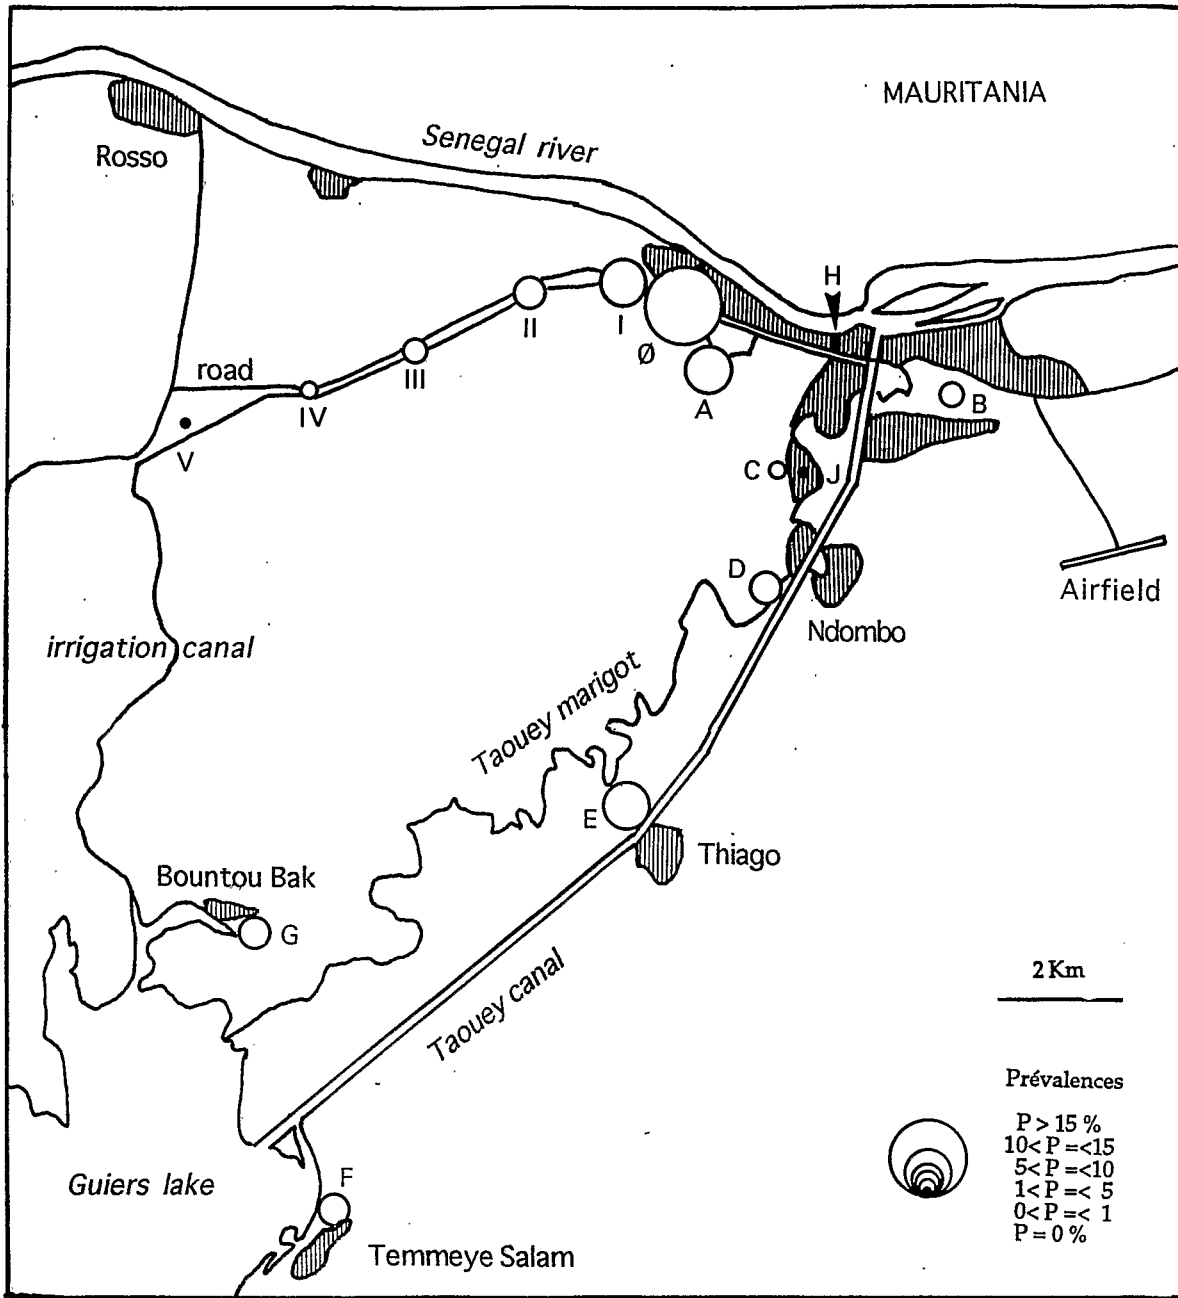 MAURITANIA
Senegal river
Rosso
H
I
II
Ø
III
A
road
IV
B
V
C
J
D
Airfield
Ndombo
irrigation canal
Taouey marigot
E
Thiago
Bountou Bak
G
2 Km
Taouey canal
Prévalences
P > 15 %
10< P =<15
5< P =<10
1< P =< 5
0< P =< 1
P = 0 %
F
Guiers lake
Temmeye Salam